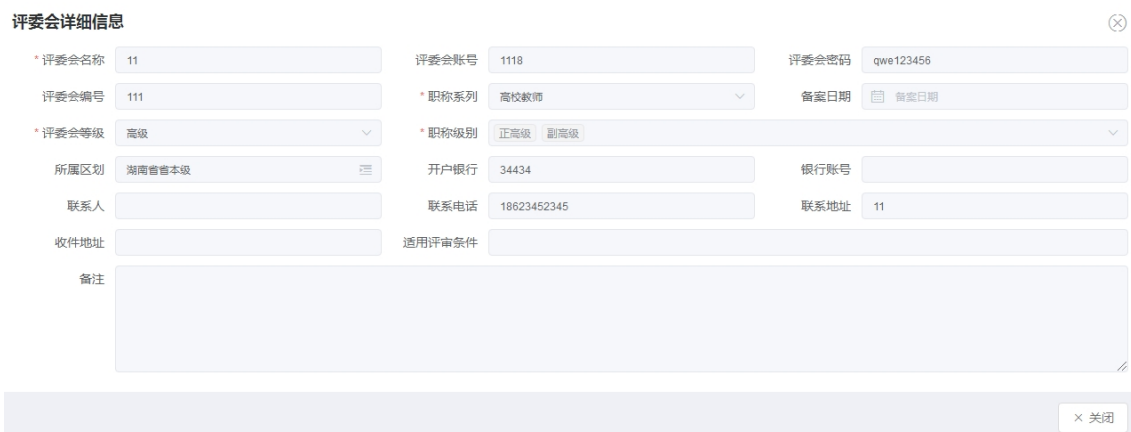 评委会详细信息
* 评委会名称 11 评委会账号 1118 评委会密码 qwe123456
评委会编号 111 * 职称系列 高校教师 备案日期 备案日期
* 评委会等级 高级 * 职称级别 正高级 副高级
所属区划 湖南省省本级 开户银行 34434 银行账号
联系人 联系电话 18623452345 联系地址 11
收件地址 适用评审条件
备注
× 关闭